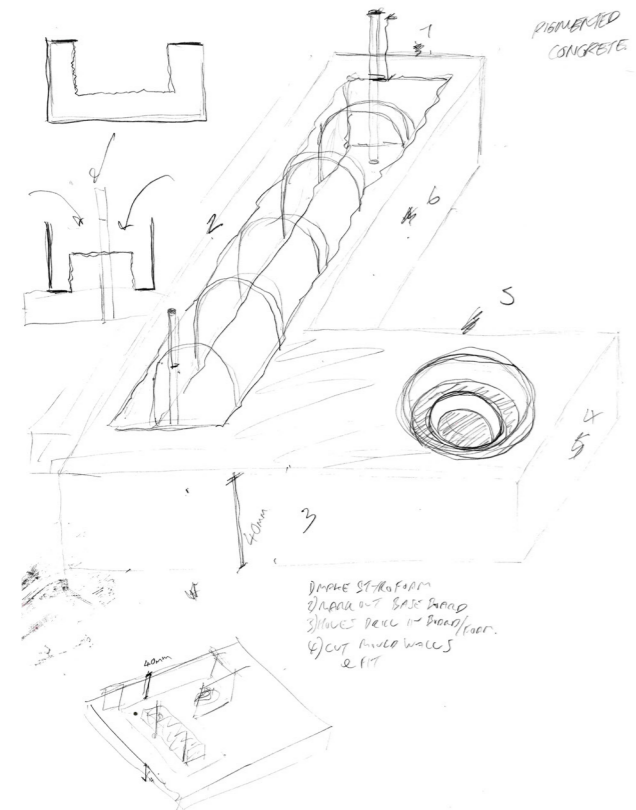 PIGMENTED
CONCRETE
1
2
6
5
4
5
40mm
3
1) MAKE STYROFOAM
2) MARK OUT BASE BOARD
3) HOLES DRILL IN BOARD/FOAM.
4) CUT MOULD WALLS
& FIT
40mm